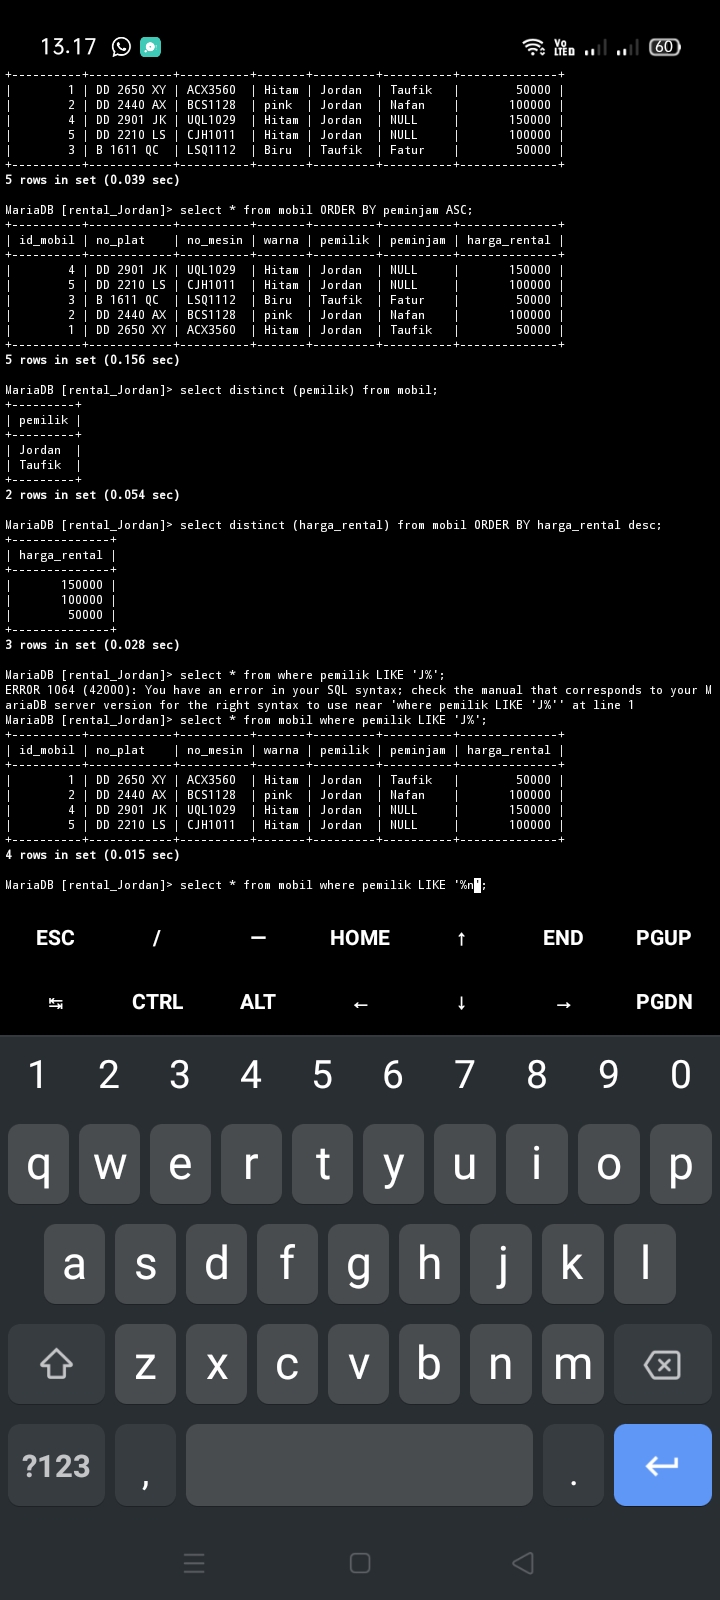 13.17 Vo LTED 60
+----------+-----------+----------+-------+---------+----------+--------------+
|        1 | DD 2650 XY | ACX3560  | Hitam | Jordan  | Taufik   |        50000 |
|        2 | DD 2440 AX | BCS1128  | pink  | Jordan  | Nafan    |       100000 |
|        4 | DD 2901 JK | UQL1029  | Hitam | Jordan  | NULL     |       150000 |
|        5 | DD 2210 LS | CJH1011  | Hitam | Jordan  | NULL     |       100000 |
|        3 | B 1611 QC  | LSQ1112  | Biru  | Taufik  | Fatur    |        50000 |
+----------+------------+----------+-------+---------+----------+--------------+
5 rows in set (0.039 sec)
MariaDB [rental_Jordan]> select * from mobil ORDER BY peminjam ASC;
+----------+------------+----------+-------+---------+----------+--------------+
| id_mobil | no_plat    | no_mesin | warna | pemilik | peminjam | harga_rental |
+----------+------------+----------+-------+---------+----------+--------------+
|        4 | DD 2901 JK | UQL1029  | Hitam | Jordan  | NULL     |       150000 |
|        5 | DD 2210 LS | CJH1011  | Hitam | Jordan  | NULL     |       100000 |
|        3 | B 1611 QC  | LSQ1112  | Biru  | Taufik  | Fatur    |        50000 |
|        2 | DD 2440 AX | BCS1128  | pink  | Jordan  | Nafan    |       100000 |
|        1 | DD 2650 XY | ACX3560  | Hitam | Jordan  | Taufik   |        50000 |
+----------+------------+----------+-------+---------+----------+--------------+
5 rows in set (0.156 sec)
MariaDB [rental_Jordan]> select distinct (pemilik) from mobil;
+---------+
| pemilik |
+---------+
| Jordan  |
| Taufik  |
+---------+
2 rows in set (0.054 sec)
MariaDB [rental_Jordan]> select distinct (harga_rental) from mobil ORDER BY harga_rental desc;
+--------------+
| harga_rental |
+--------------+
|       150000 |
|       100000 |
|        50000 |
+--------------+
3 rows in set (0.028 sec)
MariaDB [rental_Jordan]> select * from where pemilik LIKE 'J%';
ERROR 1064 (42000): You have an error in your SQL syntax; check the manual that corresponds to your M
ariaDB server version for the right syntax to use near 'where pemilik LIKE 'J%'' at line 1
MariaDB [rental_Jordan]> select * from mobil where pemilik LIKE 'J%';
+----------+------------+----------+-------+---------+----------+--------------+
| id_mobil | no_plat    | no_mesin | warna | pemilik | peminjam | harga_rental |
+----------+------------+----------+-------+---------+----------+--------------+
|        1 | DD 2650 XY | ACX3560  | Hitam | Jordan  | Taufik   |        50000 |
|        2 | DD 2440 AX | BCS1128  | pink  | Jordan  | Nafan    |       100000 |
|        4 | DD 2901 JK | UQL1029  | Hitam | Jordan  | NULL     |       150000 |
|        5 | DD 2210 LS | CJH1011  | Hitam | Jordan  | NULL     |       100000 |
+----------+------------+----------+-------+---------+----------+--------------+
4 rows in set (0.015 sec)
MariaDB [rental_Jordan]> select * from mobil where pemilik LIKE '%n';
ESC / — HOME ↑ END PGUP
↹ CTRL ALT ← ↓ → PGDN
1 2 3 4 5 6 7 8 9 0
q w e r t y u i o p
a s d f g h j k l
z x c v b n m
?123 , .